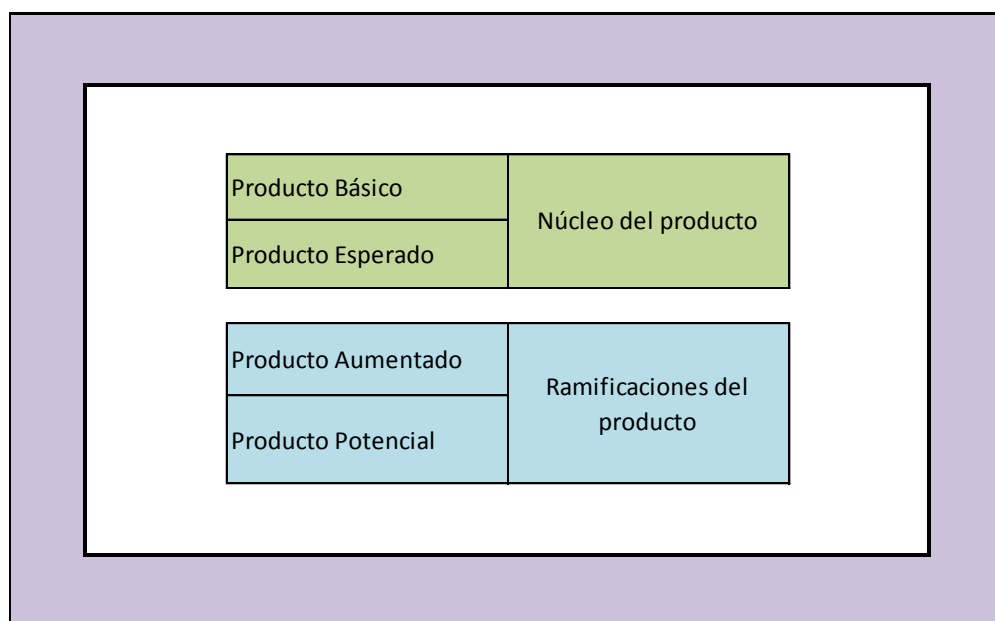 Producto Básico
Núcleo del producto
Producto Esperado
Producto Aumentado
Ramificaciones del
producto
Producto Potencial